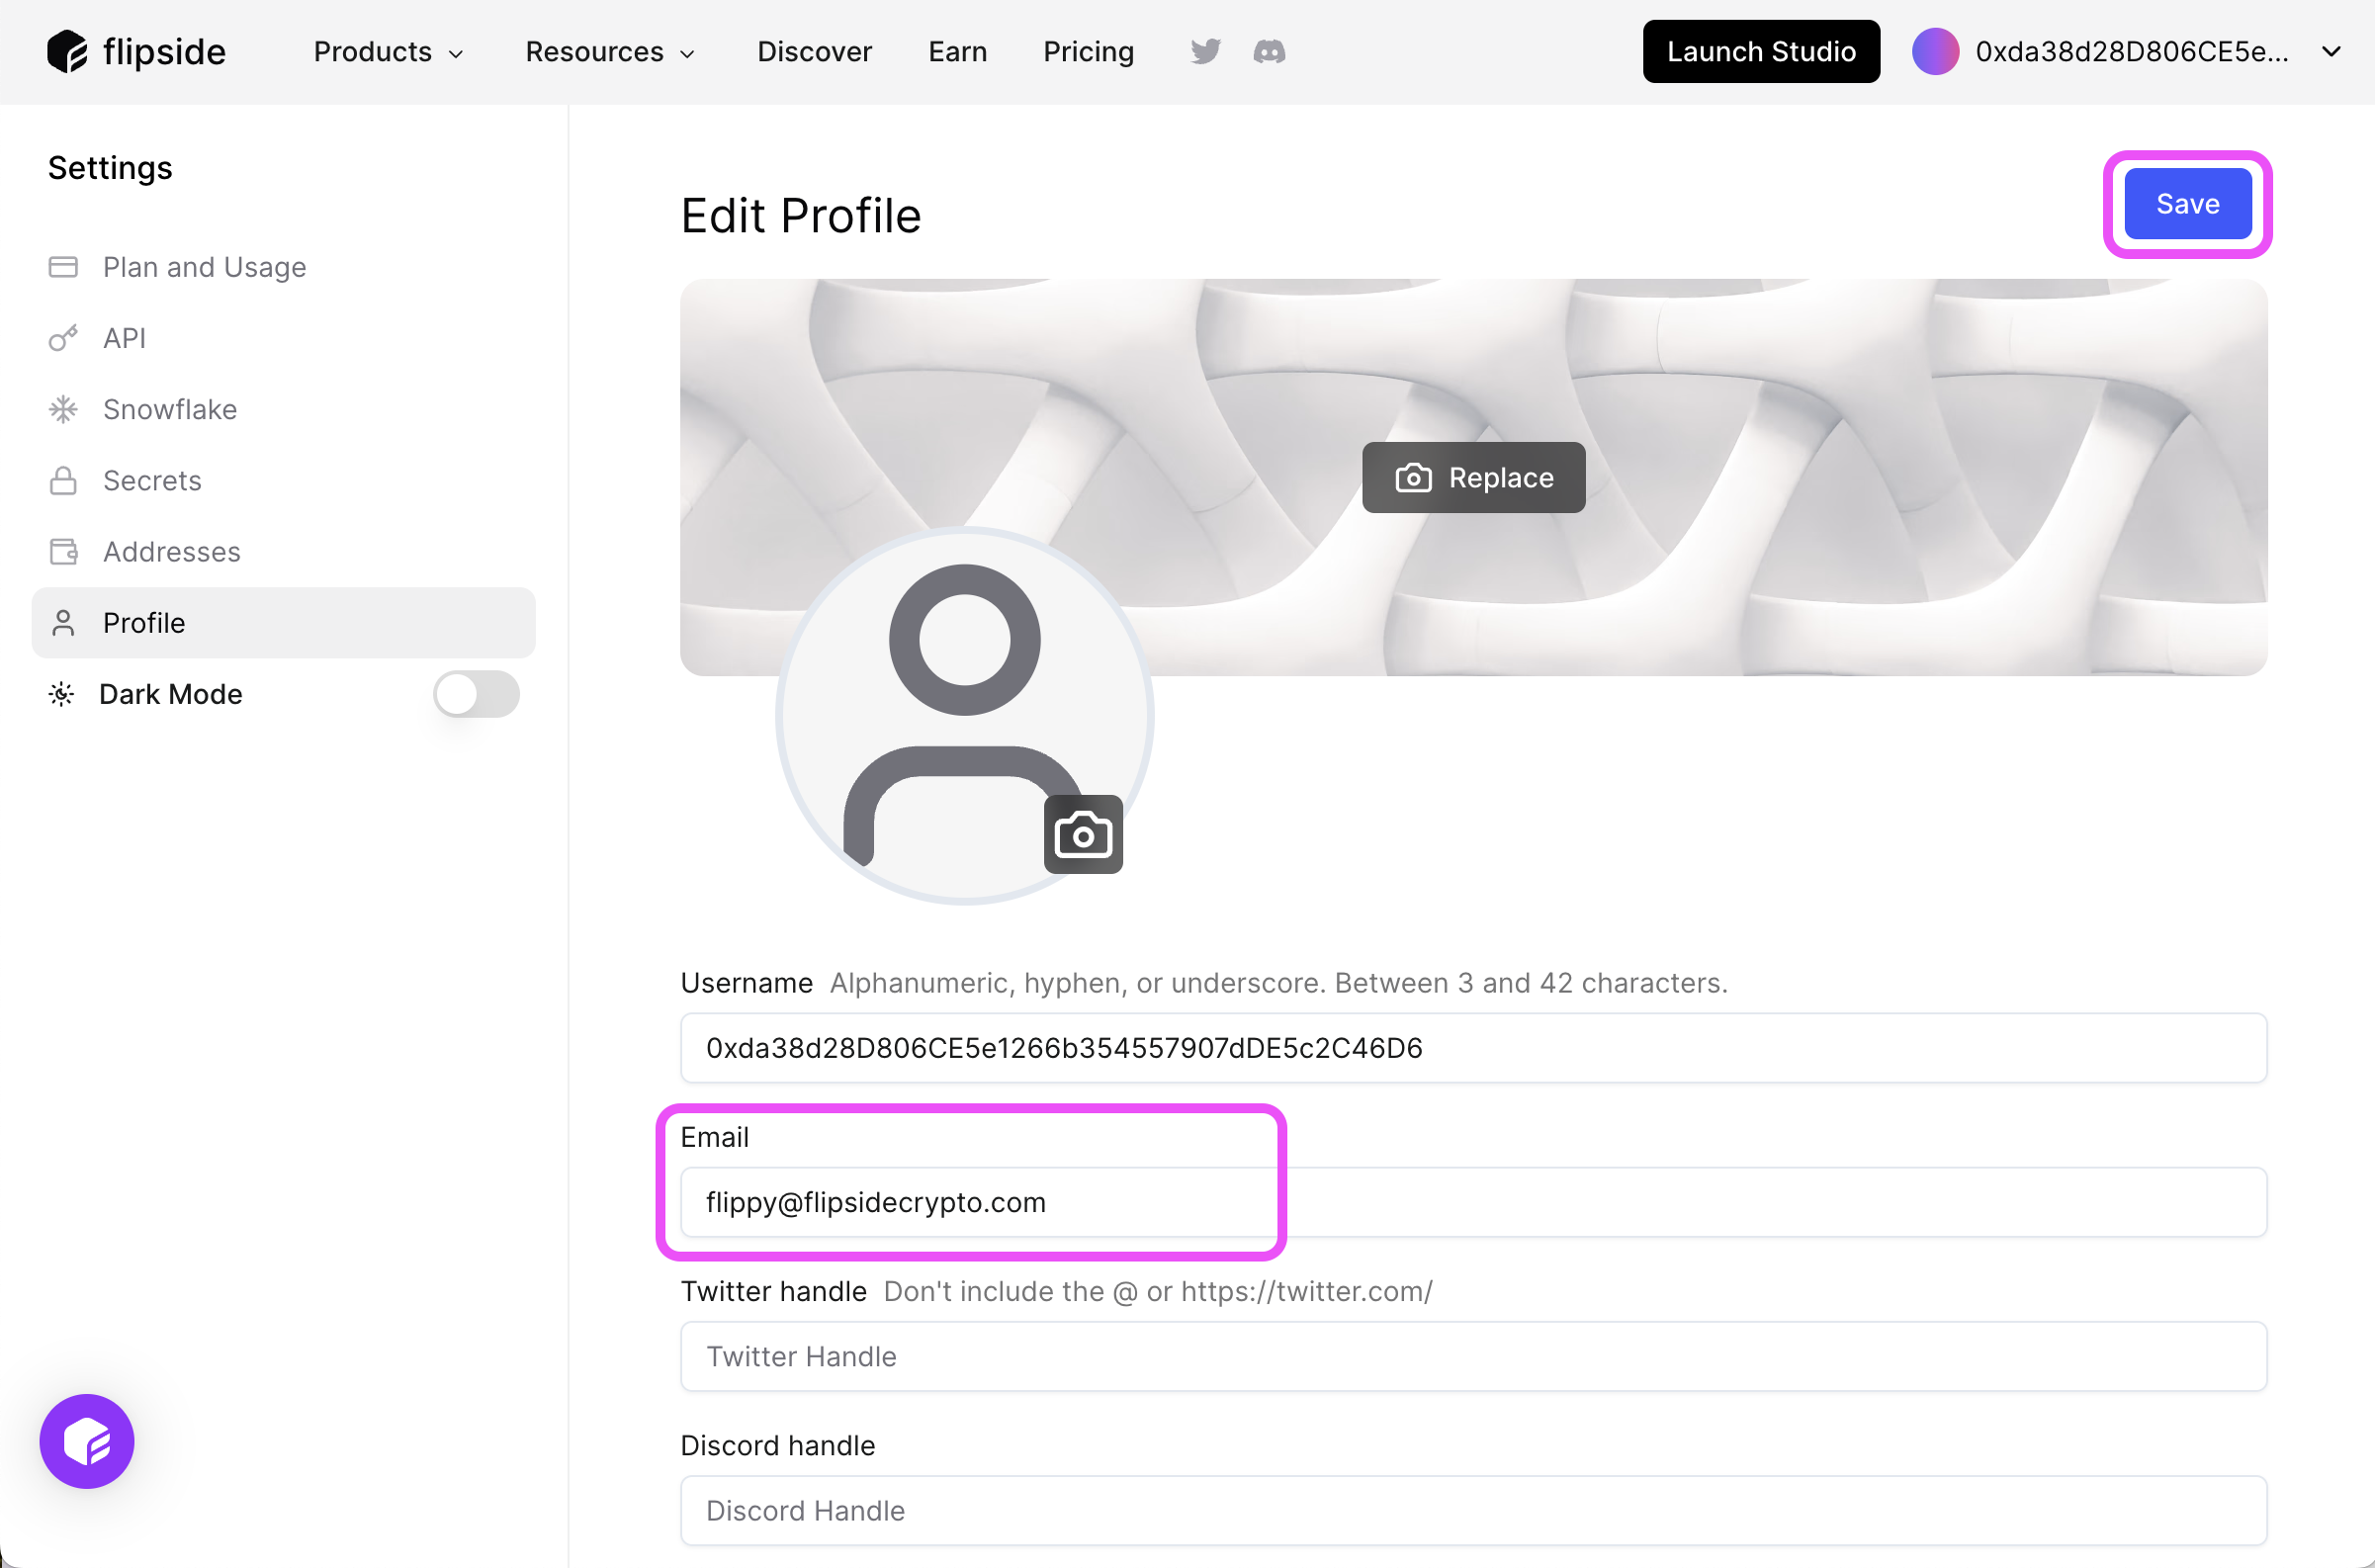 flipside Products Resources Discover Earn Pricing Launch Studio 0xda38d28D806CE5e...
Settings
Plan and Usage
API
Snowflake
Secrets
Addresses
Profile
Dark Mode
Edit Profile
Save
Replace
Username Alphanumeric, hyphen, or underscore. Between 3 and 42 characters.
0xda38d28D806CE5e1266b354557907dDE5c2C46D6
Email
flippy@flipsidecrypto.com
Twitter handle Don't include the @ or https://twitter.com/
Twitter Handle
Discord handle
Discord Handle